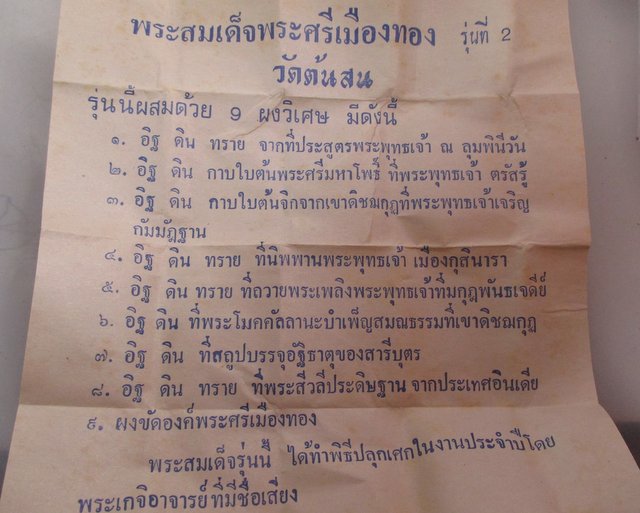 พระสมเด็จพระศรีเมืองทอง รุ่นที่ 2
วัดต้นสน
รุ่นนี้ผสมด้วย 9 ผงวิเศษ มีดังนี้
๑. อิฐ ดิน ทราย จากที่ประสูตรพระพุทธเจ้า ณ ลุมพินีวัน
๒. อิฐ ดิน กาบใบต้นพระศรีมหาโพธิ์ ที่พระพุทธเจ้า ตรัสรู้
๓. อิฐ ดิน กาบใบต้นจิกจากเขาดิชฌกุฏที่พระพุทธเจ้าเจริญ
กัมมัฏฐาน
๔. อิฐ ดิน ทราย ที่นิพพานพระพุทธเจ้า เมืองกุสินารา
๕. อิฐ ดิน ทราย ที่ถวายพระเพลิงพระพุทธเจ้าที่มกุฎพันธเจดีย์
๖. อิฐ ดิน ที่พระโมคคัลลานะบำเพ็ญสมณธรรมที่เขาดิชฌกุฏ
๗. อิฐ ดิน ที่สถูปบรรจุอัฐิธาตุของสารีบุตร
๘. อิฐ ดิน ทราย ที่พระสีวลีประดิษฐาน จากประเทศอินเดีย
๙. ผงขัดองค์พระศรีเมืองทอง
พระสมเด็จรุ่นนี้ ได้ทำพิธีปลุกเศกในงานประจำปีโดย
พระเกจิอาจารย์ที่มีชื่อเสียง